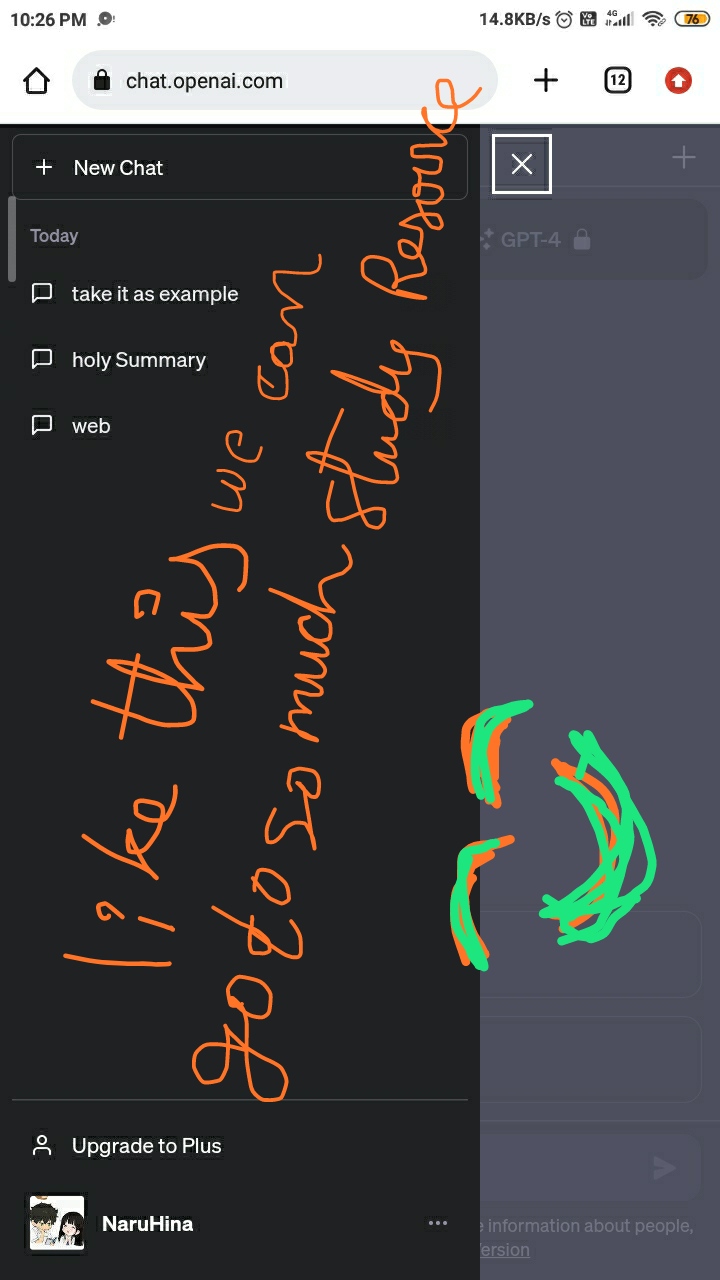 10:26 PM
14.8KB/s
Vo LTE
4G
76
chat.openai.com
12
New Chat
GPT-4
Today
take it as example
holy Summary
web
like this we can
go to so much study Resource
Upgrade to Plus
NaruHina
e information about people,
ersion